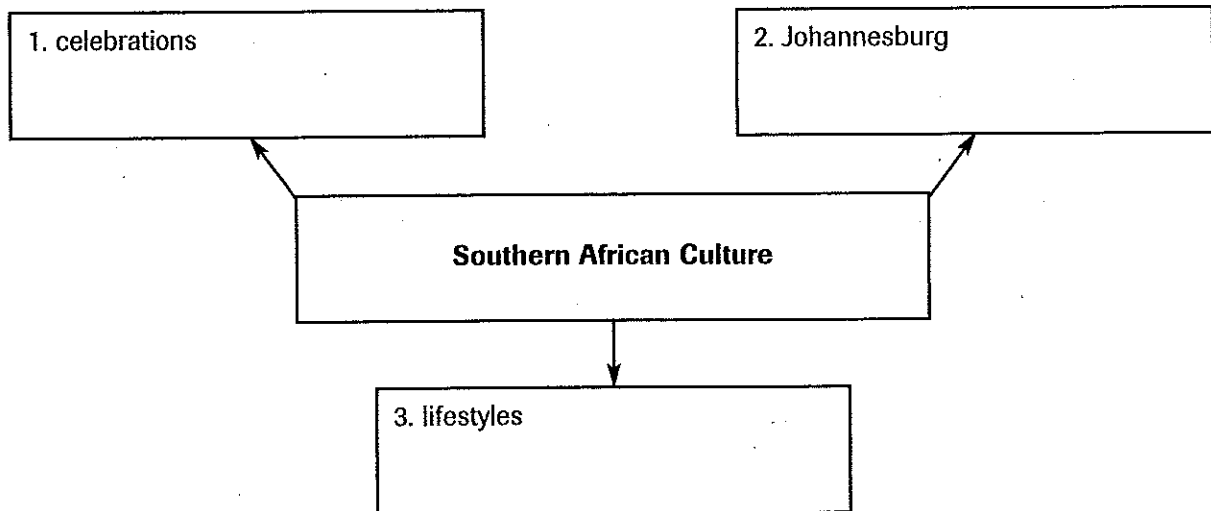 1. celebrations
2. Johannesburg
Southern African Culture
3. lifestyles